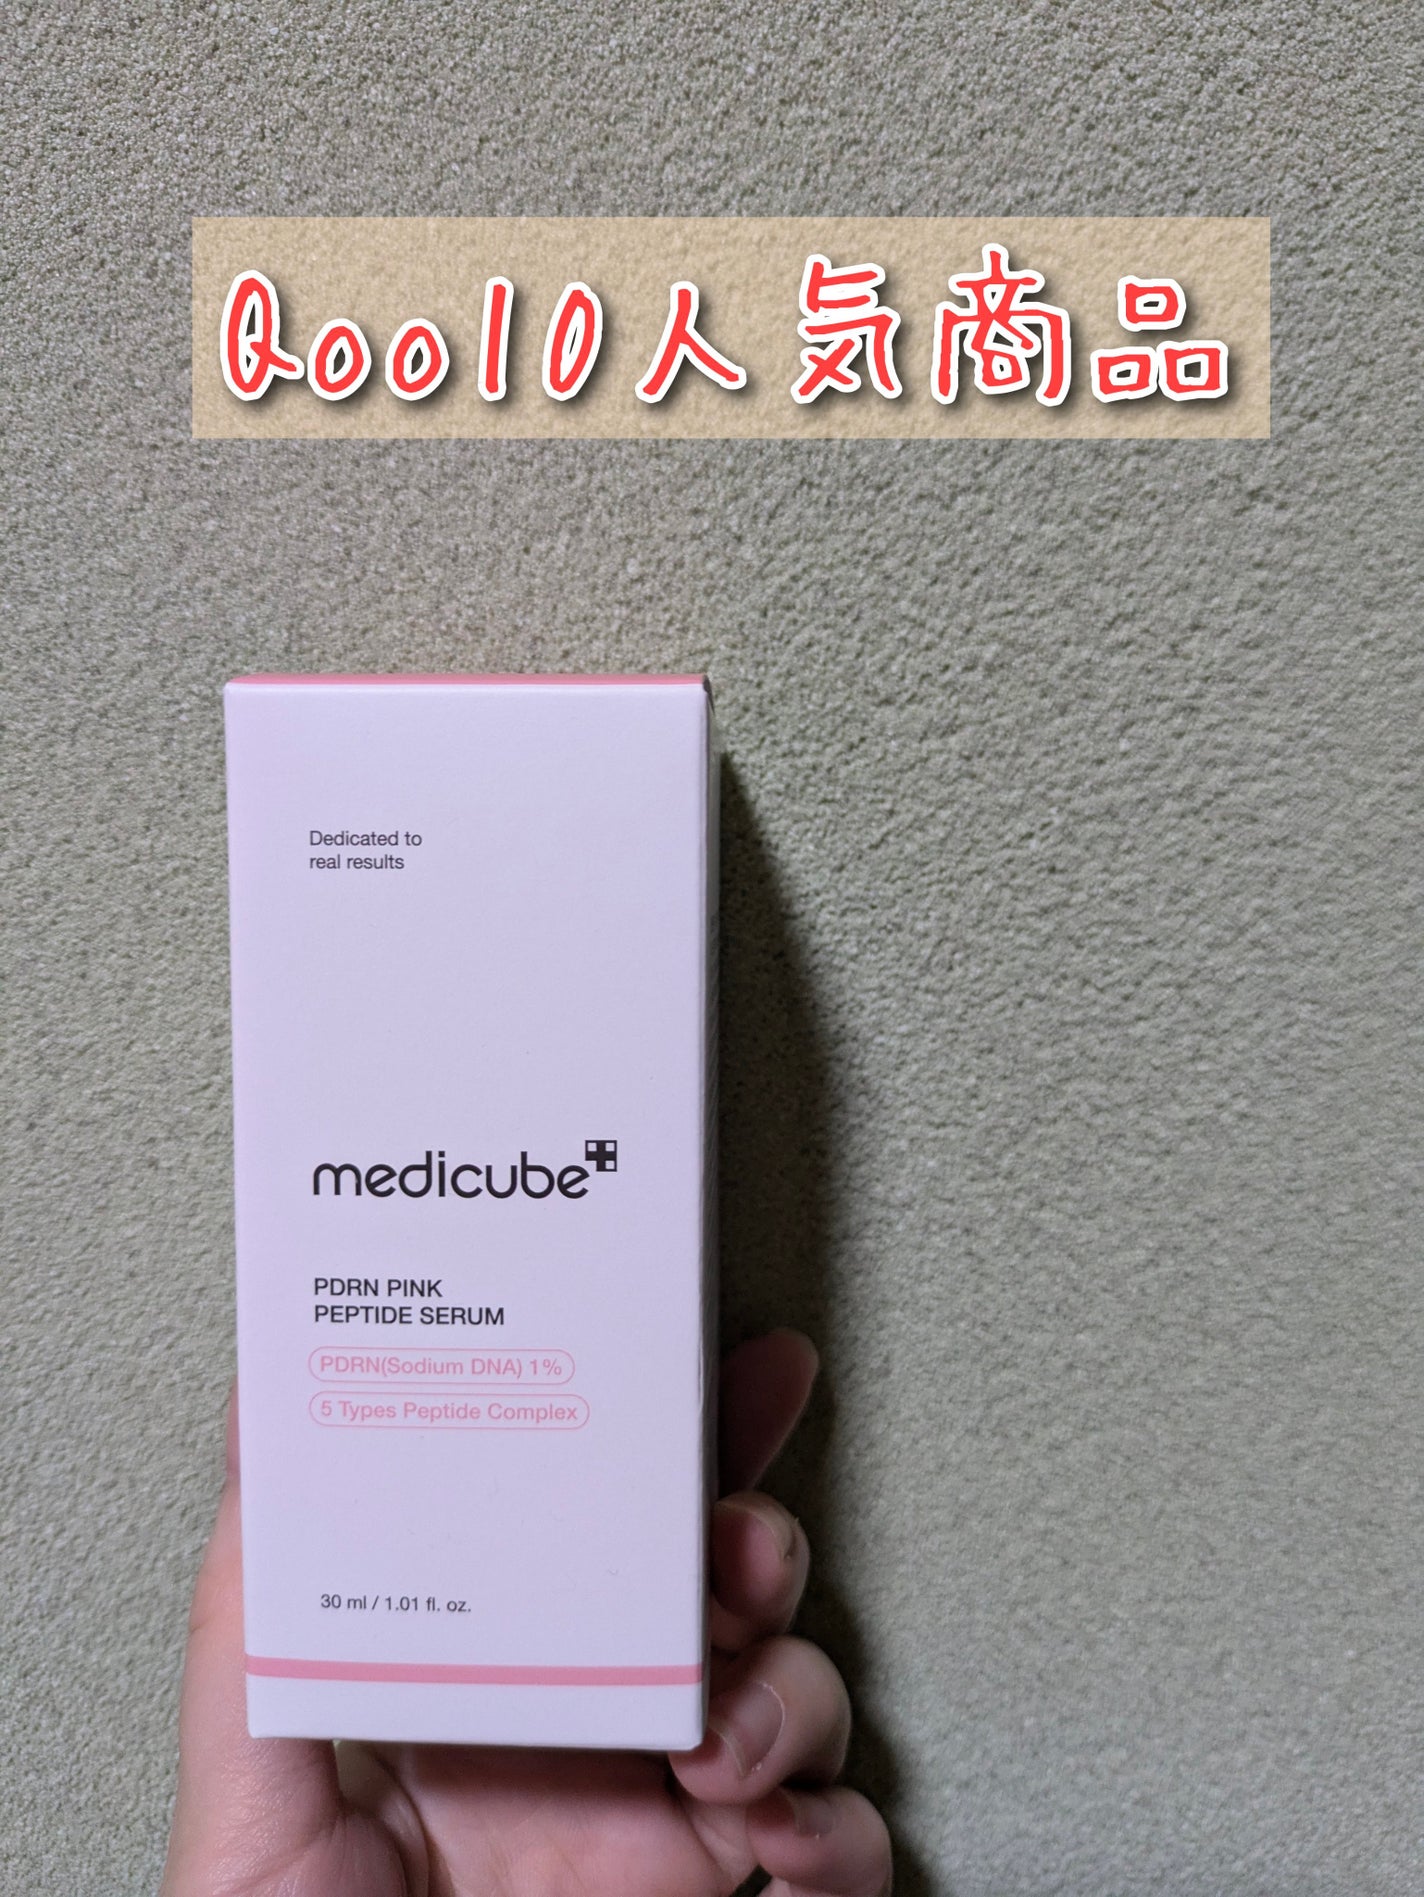 Qoo10人気商品
Dedicated to
real results
medicube
PDRN PINK
PEPTIDE SERUM
PDRN(Sodium DNA) 1%
5 Types Peptide Complex
30 ml / 1.01 fl. oz.